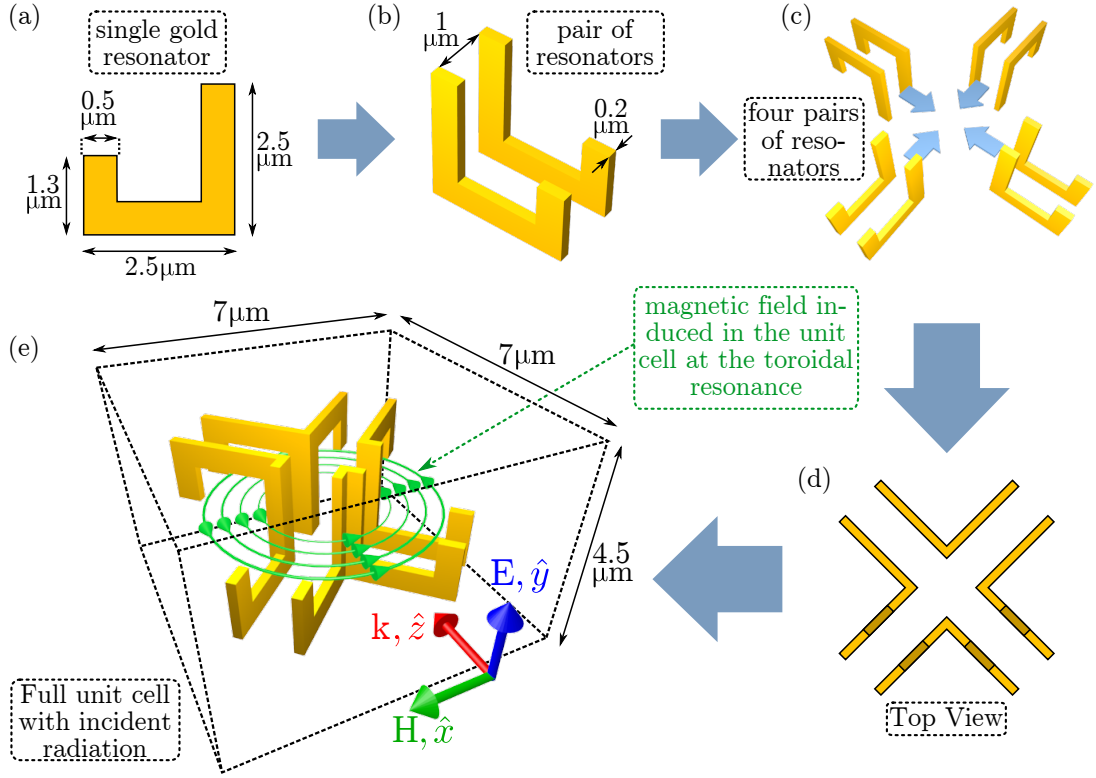 (a)
single gold
resonator
0.5
μm
1.3
μm
2.5
μm
2.5μm
(b)
1
μm
pair of
resonators
0.2
μm
(c)
four pairs
of reso-
nators
(d)
Top View
(e)
7μm
7μm
4.5
μm
magnetic field in-
duced in the unit
cell at the toroidal
resonance
E, ŷ
k, ẑ
H, x̂
Full unit cell
with incident
radiation